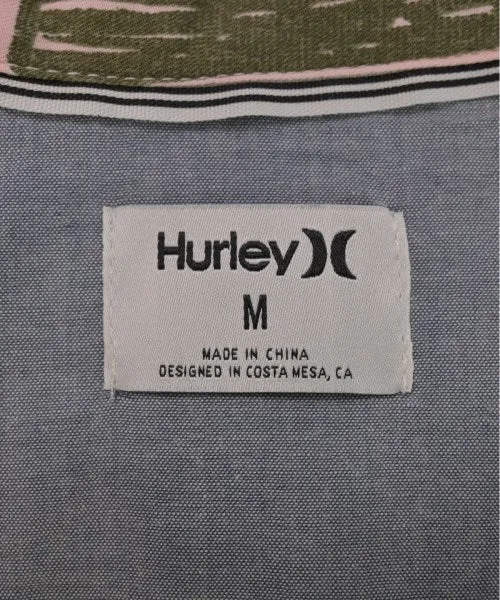 Hurley
M
MADE IN CHINA
DESIGNED IN COSTA MESA, CA